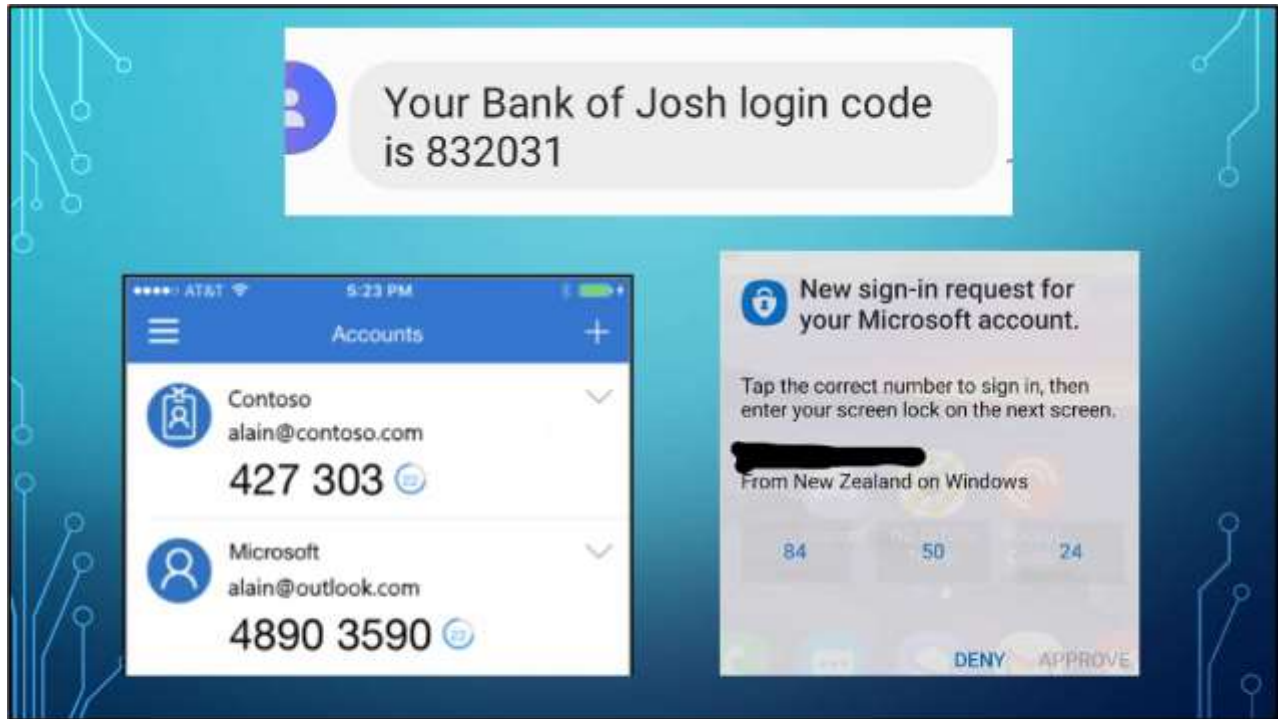 Your Bank of Josh login code
is 832031
AT&T 5:23 PM
Accounts
Contoso
alain@contoso.com
427 303
Microsoft
alain@outlook.com
4890 3590
New sign-in request for
your Microsoft account.
Tap the correct number to sign in, then
enter your screen lock on the next screen.
From New Zealand on Windows
84 50 24
DENY APPROVE